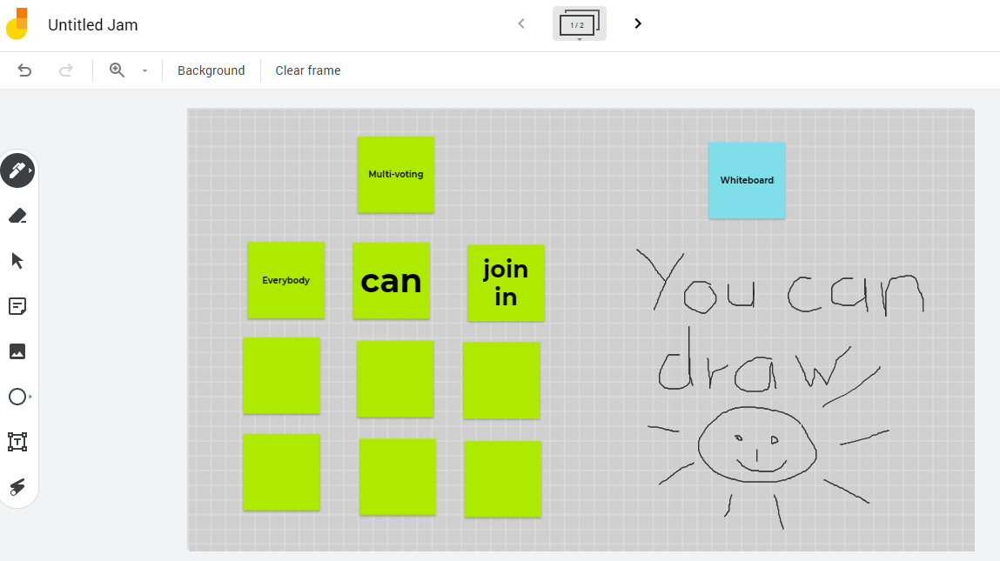 Untitled Jam
1 / 2
Background
Clear frame
Multi-voting
Whiteboard
Everybody
can
join
in
You can
draw